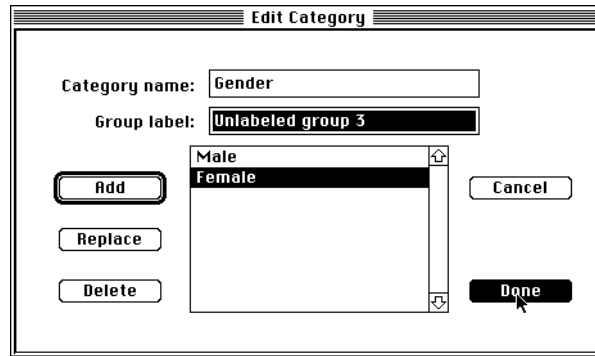 Edit Category
Category name: Gender
Group label: Unlabeled group 3
Male
Female
Add
Cancel
Replace
Delete
Done